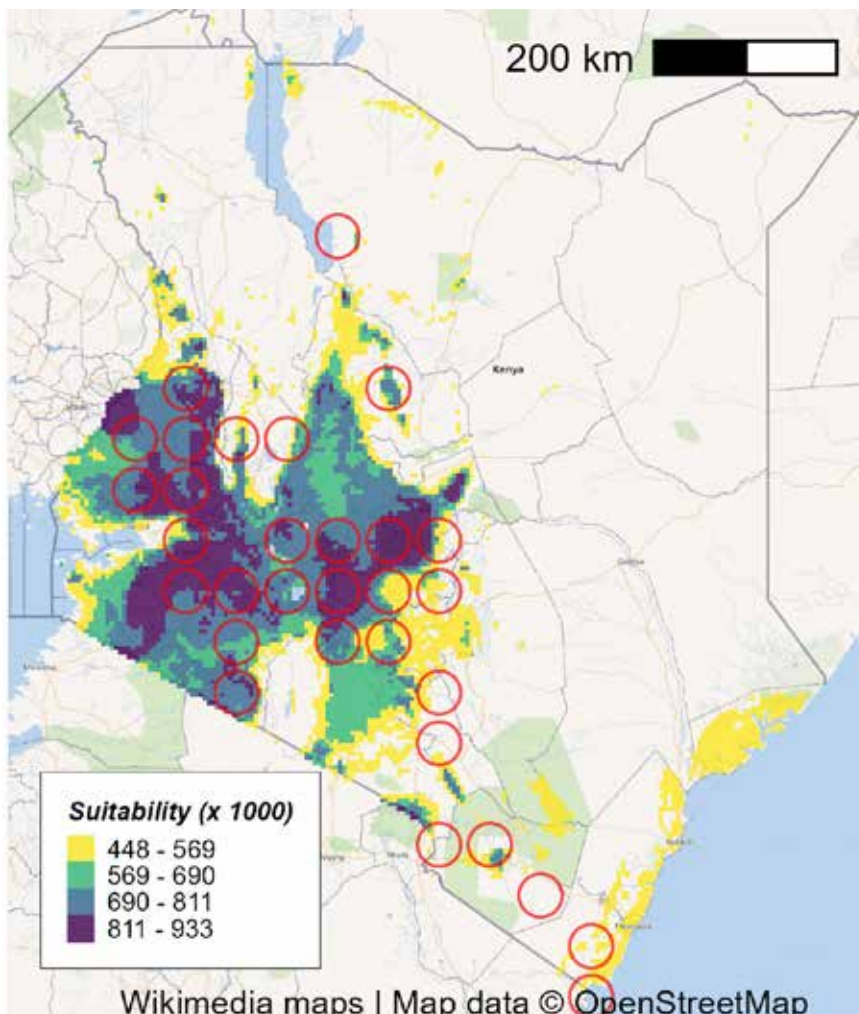 200 km
Kenya
Suitability (x 1000)
448 - 569
569 - 690
690 - 811
811 - 933
Wikimedia maps | Map data © OpenStreetMap